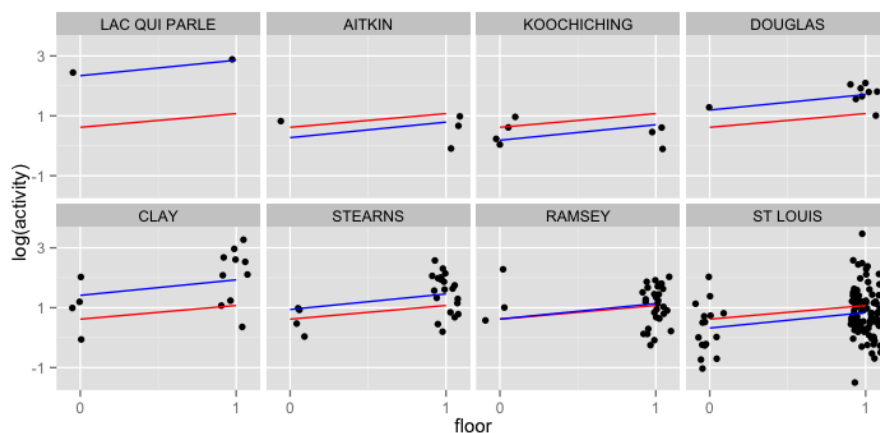 LAC QUI PARLE
AITKIN
KOOCHICHING
DOUGLAS
3
1
-1
CLAY
STEARNS
RAMSEY
ST LOUIS
3
1
-1
log(activity)
0
1
0
1
0
1
0
1
floor